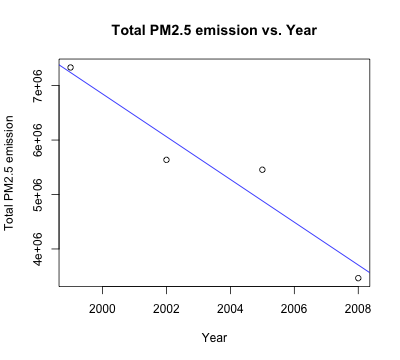 Total PM2.5 emission vs. Year
Total PM2.5 emission
7e+06
6e+06
5e+06
4e+06
2000 2002 2004 2006 2008
Year